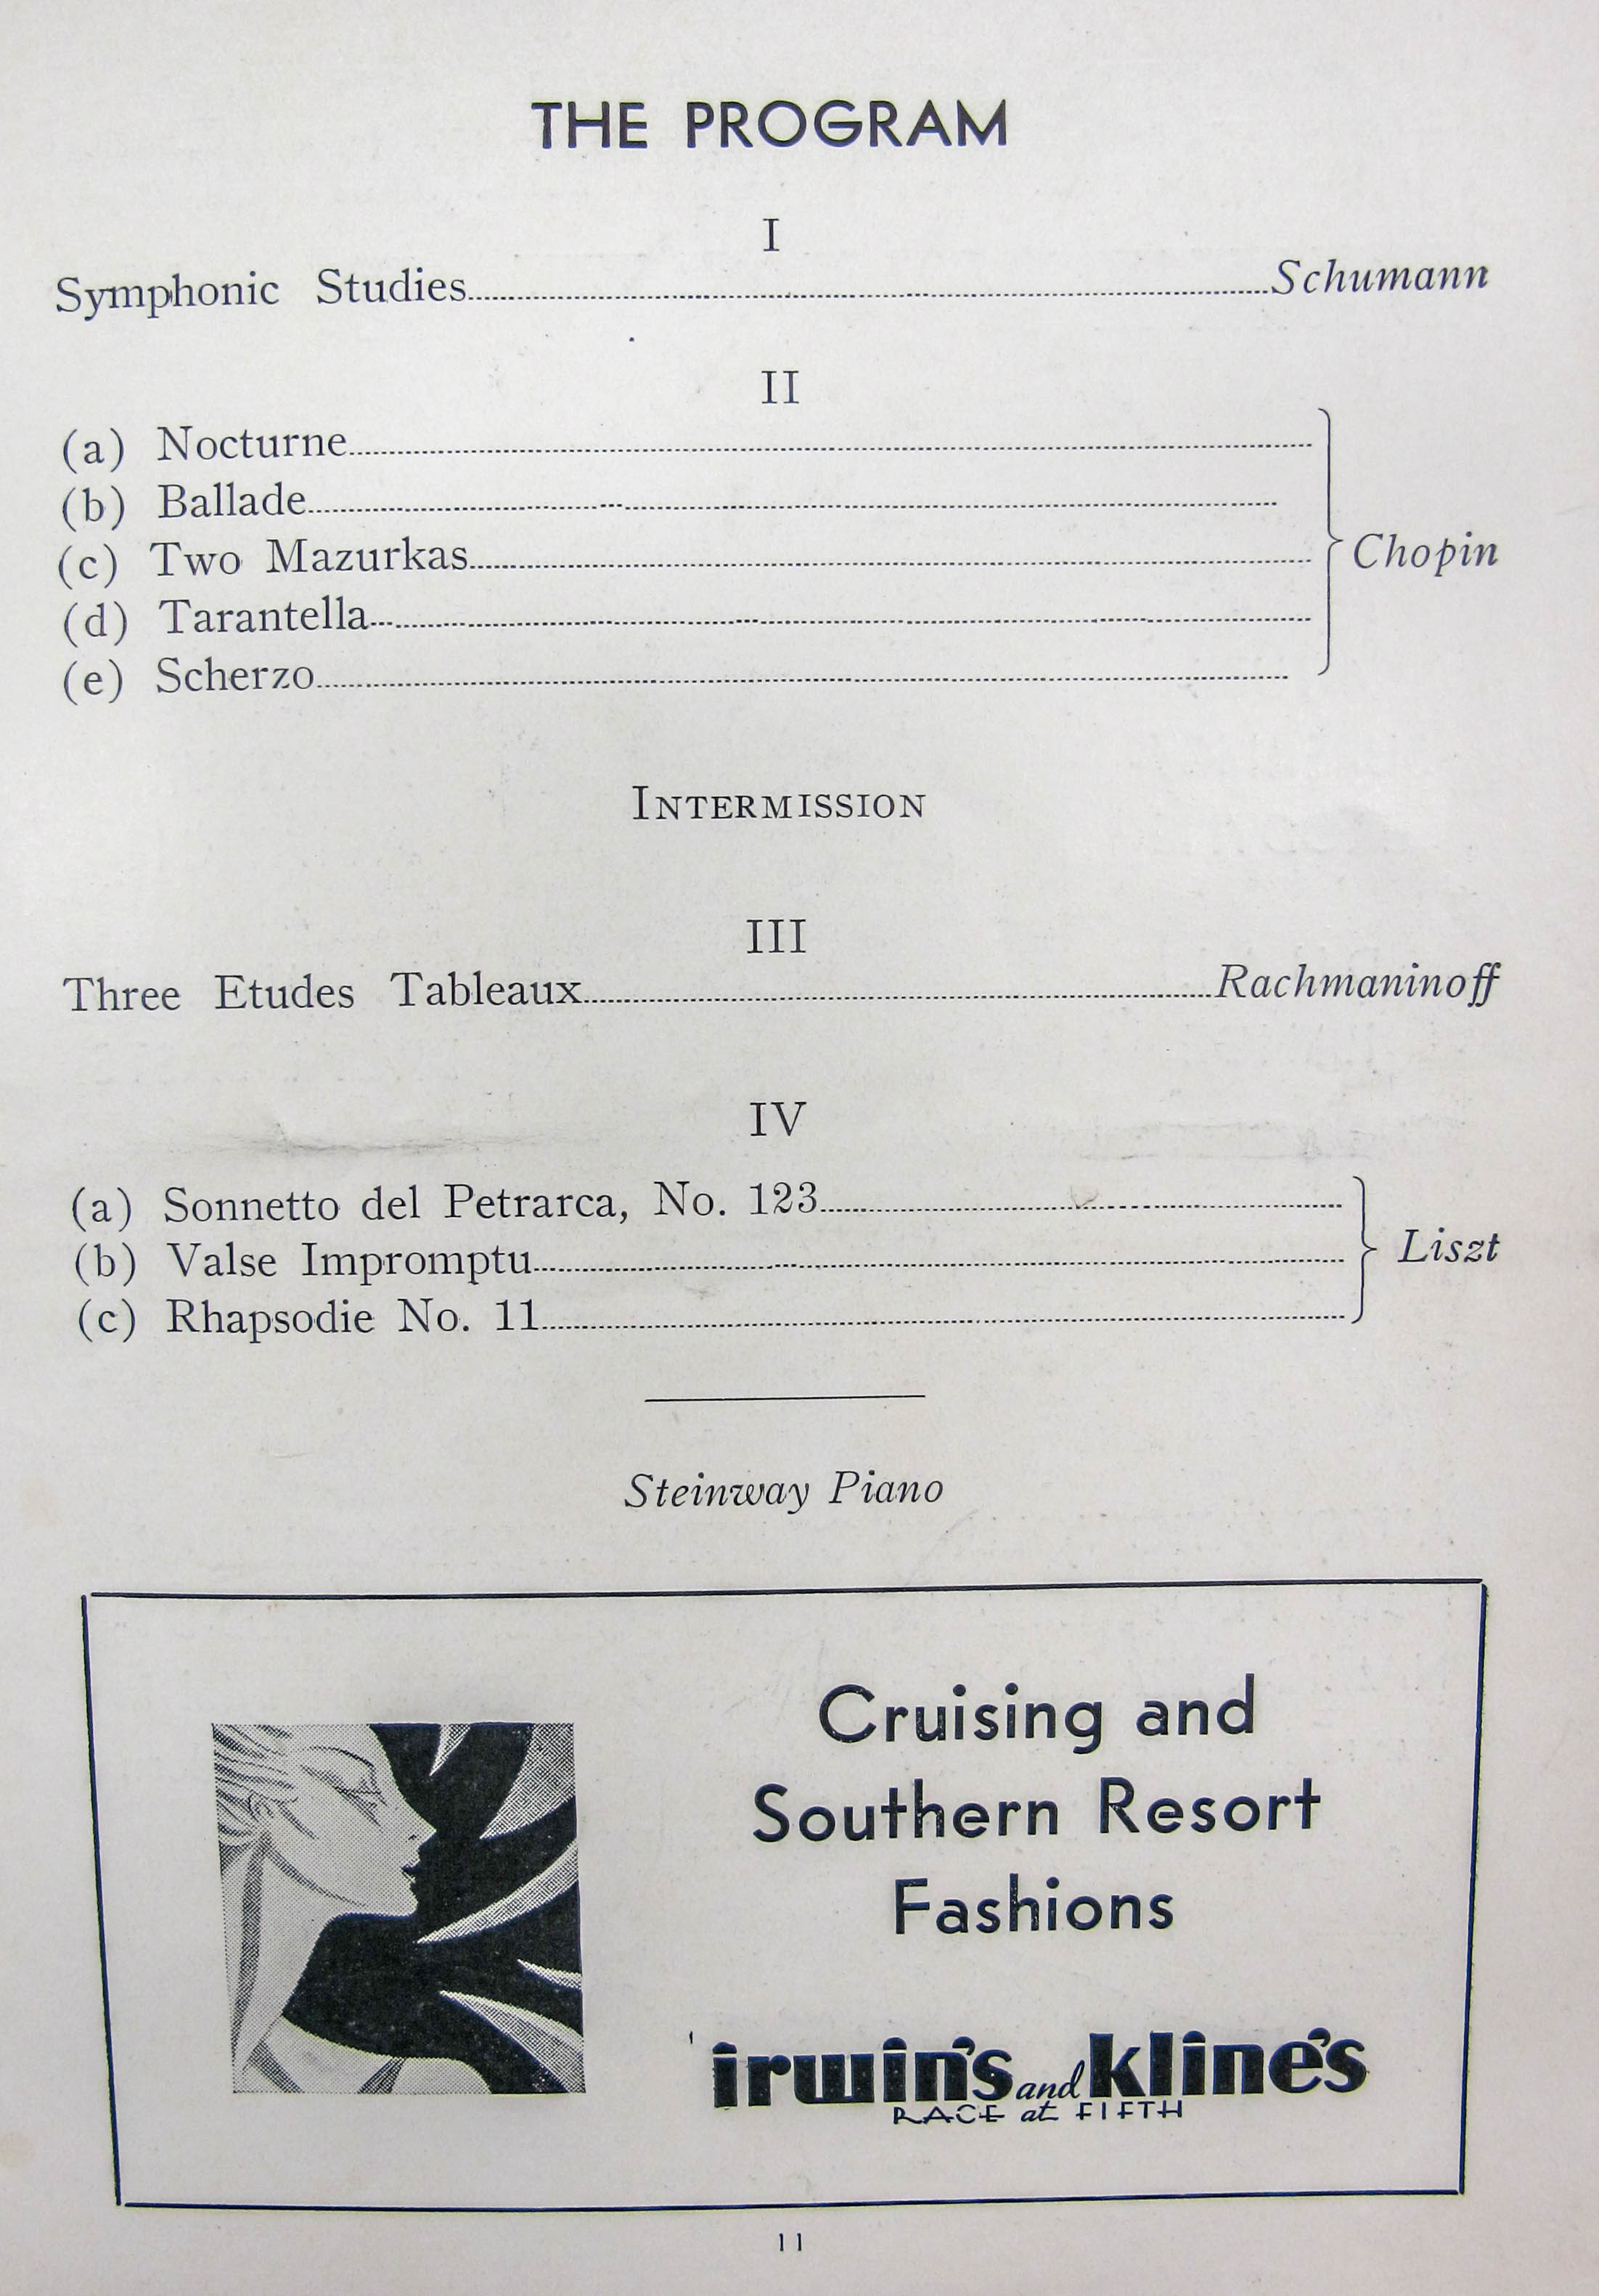 THE PROGRAM
I
Symphonic Studies Schumann
II
(a) Nocturne
(b) Ballade
(c) Two Mazurkas Chopin
(d) Tarantella
(e) Scherzo
INTERMISSION
III
Three Etudes Tableaux Rachmaninoff
IV
(a) Sonnetto del Petrarca, No. 123
(b) Valse Impromptu Liszt
(c) Rhapsodie No. 11
Steinway Piano
Cruising and
Southern Resort
Fashions
irwin's and kline's
RACE at FIFTH
11